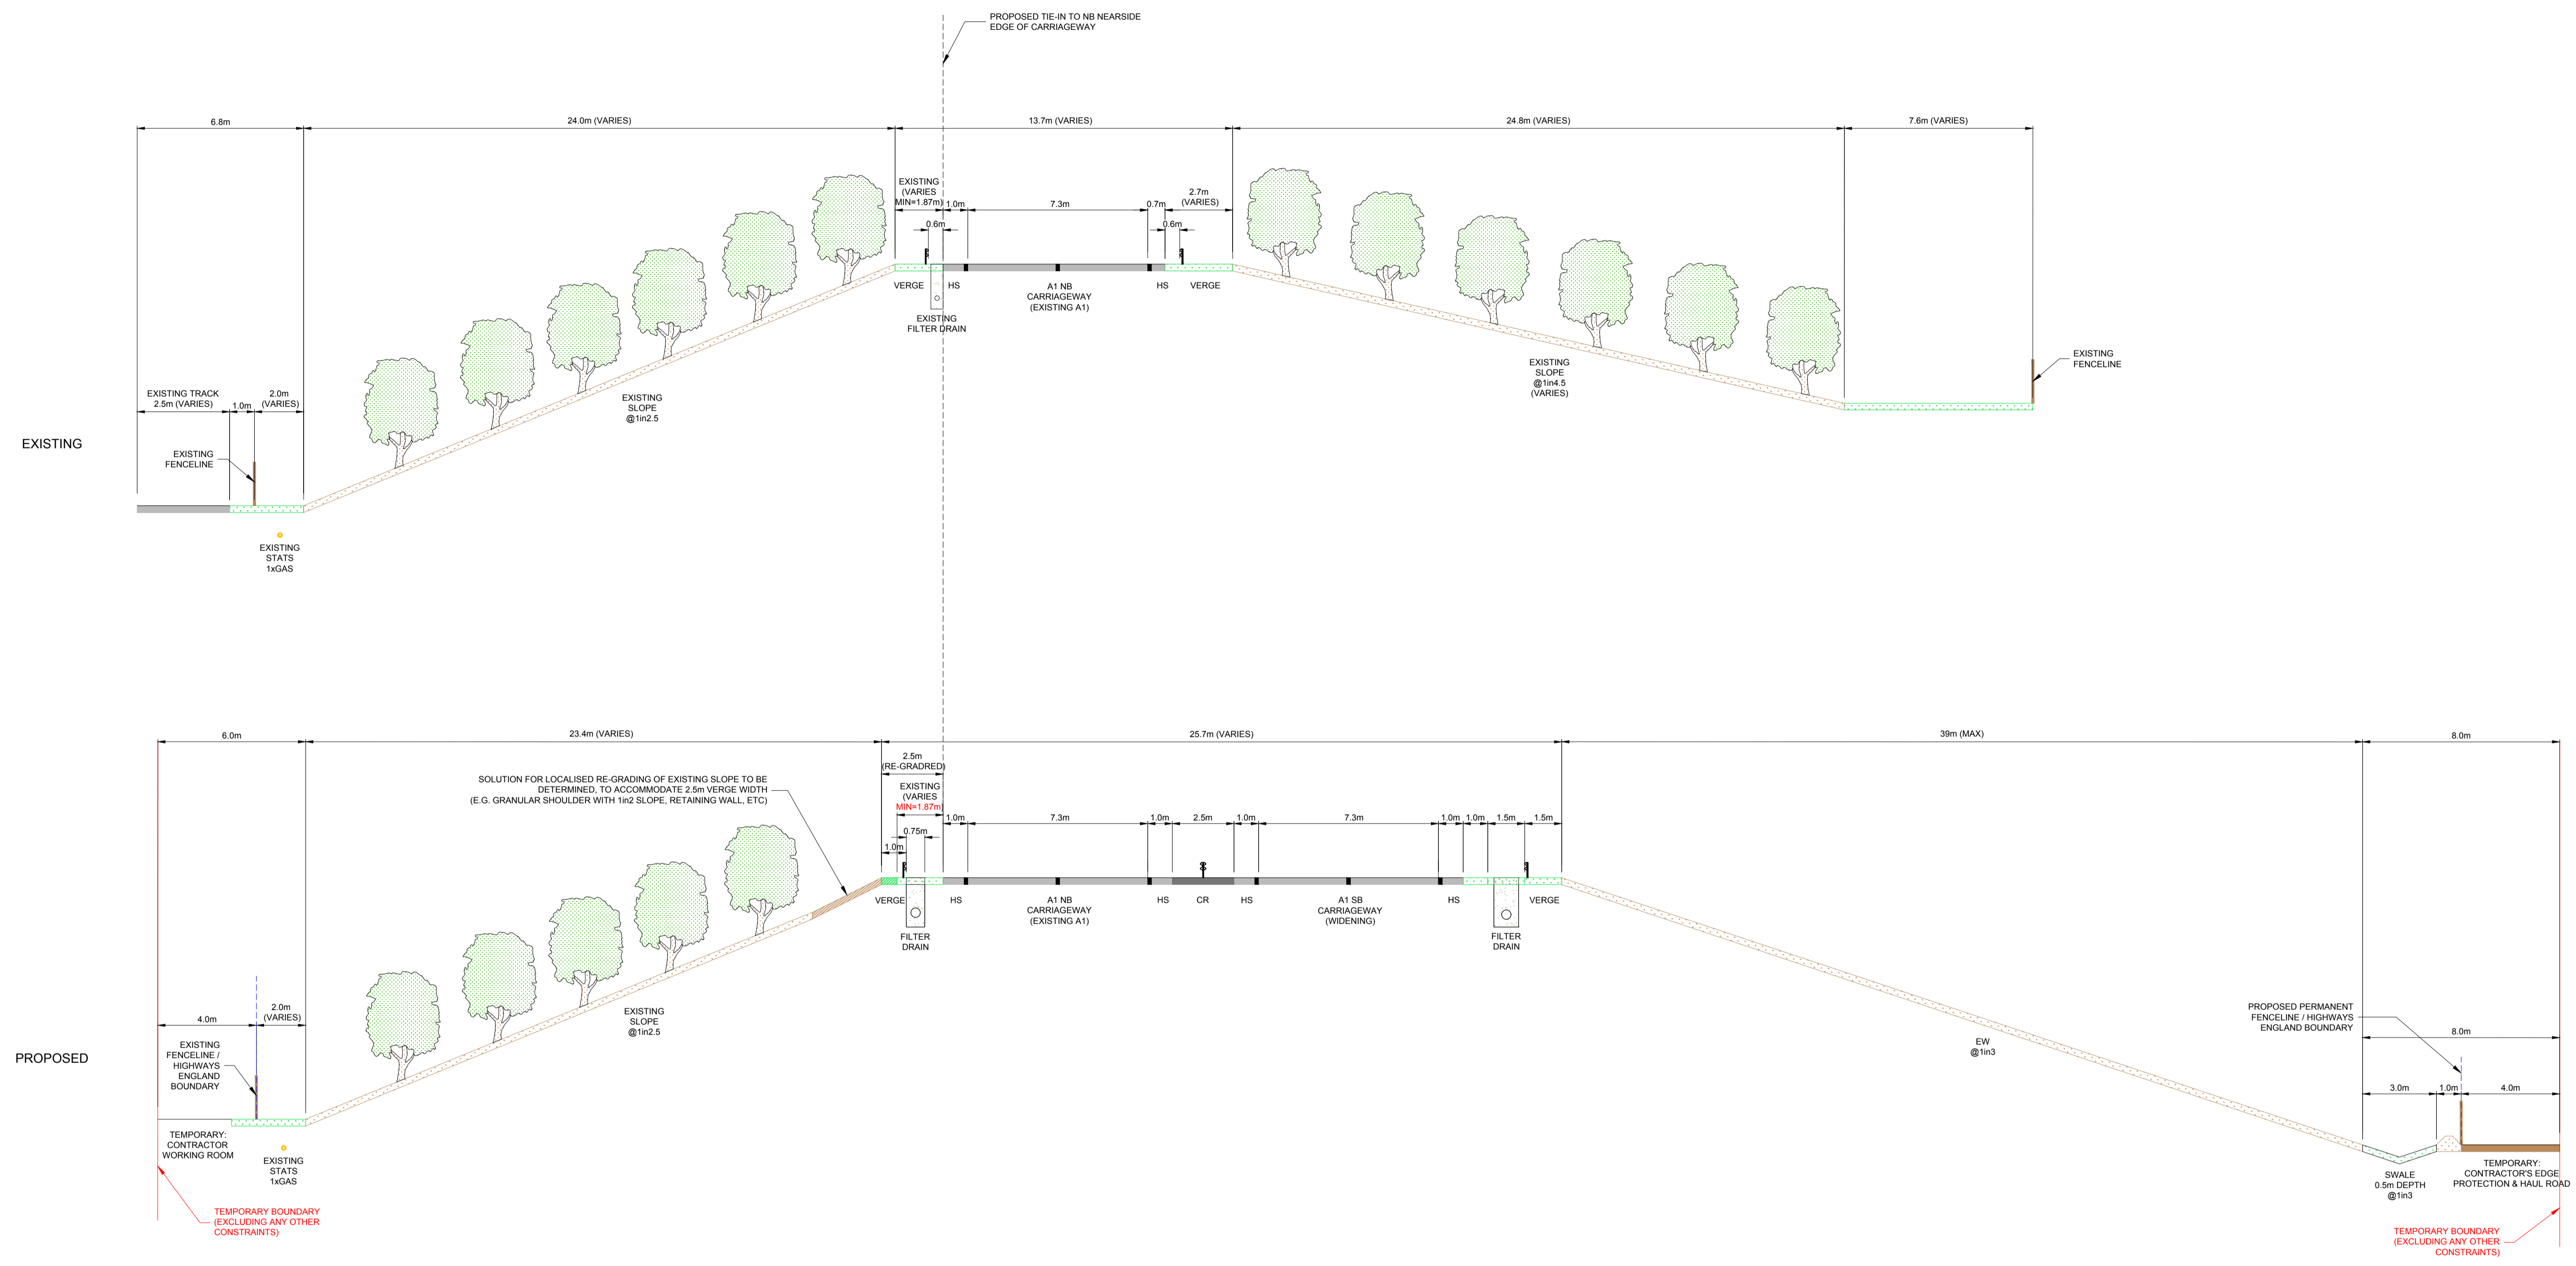 PROPOSED TIE-IN TO NB NEARSIDE
EDGE OF CARRIAGEWAY
6.8m
24.0m (VARIES)
13.7m (VARIES)
24.8m (VARIES)
7.6m (VARIES)
EXISTING
(VARIES
MIN=1.87m)
1.0m
7.3m
0.7m
2.7m
(VARIES)
0.6m
0.6m
VERGE
HS
A1 NB
CARRIAGEWAY
(EXISTING A1)
HS
VERGE
EXISTING
FILTER DRAIN
EXISTING
SLOPE
@1in4.5
(VARIES)
EXISTING
FENCELINE
EXISTING TRACK
2.5m (VARIES)
1.0m
2.0m
(VARIES)
EXISTING
SLOPE
@1in2.5
EXISTING
EXISTING
FENCELINE
EXISTING
STATS
1xGAS
6.0m
23.4m (VARIES)
25.7m (VARIES)
39m (MAX)
8.0m
2.5m
(RE-GRADRED)
SOLUTION FOR LOCALISED RE-GRADING OF EXISTING SLOPE TO BE
DETERMINED, TO ACCOMMODATE 2.5m VERGE WIDTH
(E.G. GRANULAR SHOULDER WITH 1in2 SLOPE, RETAINING WALL, ETC)
EXISTING
(VARIES
MIN=1.87m)
1.0m
7.3m
1.0m
2.5m
1.0m
7.3m
1.0m
1.0m
1.5m
1.5m
0.75m
1.0m
VERGE
HS
A1 NB
CARRIAGEWAY
(EXISTING A1)
HS
CR
HS
A1 SB
CARRIAGEWAY
(WIDENING)
HS
VERGE
FILTER
DRAIN
FILTER
DRAIN
EXISTING
SLOPE
@1in2.5
4.0m
2.0m
(VARIES)
PROPOSED PERMANENT
FENCELINE / HIGHWAYS
ENGLAND BOUNDARY
8.0m
EW
@1in3
PROPOSED
EXISTING
FENCELINE /
HIGHWAYS
ENGLAND
BOUNDARY
3.0m
1.0m
4.0m
TEMPORARY:
CONTRACTOR
WORKING ROOM
EXISTING
STATS
1xGAS
SWALE
0.5m DEPTH
@1in3
TEMPORARY:
CONTRACTOR'S EDGE
PROTECTION & HAUL ROAD
TEMPORARY BOUNDARY
(EXCLUDING ANY OTHER
CONSTRAINTS)
TEMPORARY BOUNDARY
(EXCLUDING ANY OTHER
CONSTRAINTS)